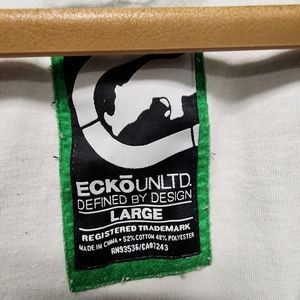 ECKŌUNLTD.
DEFINED BY DESIGN
LARGE
REGISTERED TRADEMARK
MADE IN CHINA • 52%COTTON 48%POLYESTER
RN93536/CA07243